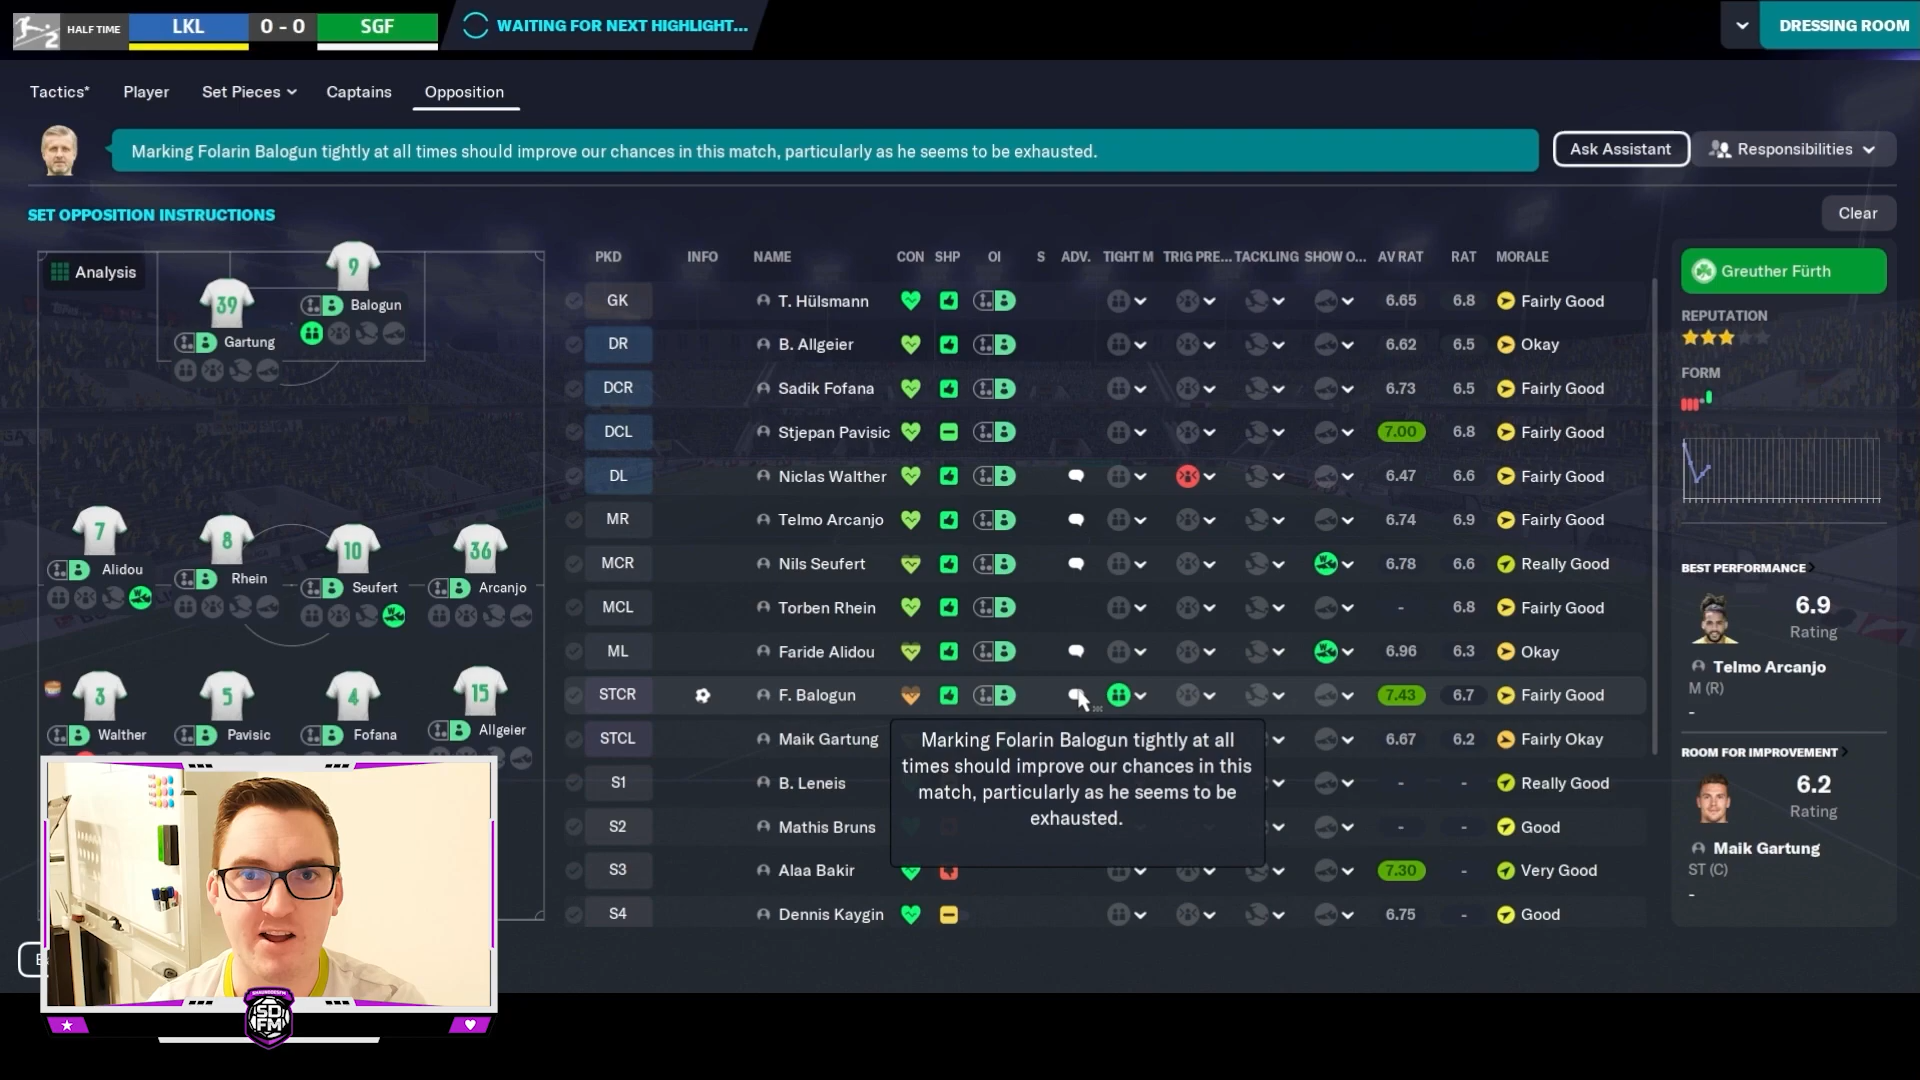 HALF TIME LKL 0 - 0 SGF
WAITING FOR NEXT HIGHLIGHT...
DRESSING ROOM
Tactics* Player Set Pieces Captains Opposition
Marking Folarin Balogun tightly at all times should improve our chances in this match, particularly as he seems to be exhausted.
Ask Assistant
Responsibilities
SET OPPOSITION INSTRUCTIONS
Clear
Analysis
9
Balogun
39
Gartung
7
Alidou
8
Rhein
10
Seufert
36
Arcanjo
3
Walther
5
Pavisic
4
Fofana
15
Allgeier
PKD INFO NAME CON SHP OI S ADV. TIGHT M TRIG PRE... TACKLING SHOW O... AV RAT RAT MORALE
GK T. Hülsmann 6.65 6.8 Fairly Good
DR B. Allgeier 6.62 6.5 Okay
DCR Sadik Fofana 6.73 6.5 Fairly Good
DCL Stjepan Pavisic 7.00 6.8 Fairly Good
DL Niclas Walther 6.47 6.6 Fairly Good
MR Telmo Arcanjo 6.74 6.9 Fairly Good
MCR Nils Seufert 6.78 6.6 Really Good
MCL Torben Rhein - 6.8 Fairly Good
ML Faride Alidou 6.96 6.3 Okay
STCR F. Balogun 7.43 6.7 Fairly Good
STCL Maik Gartung 6.67 6.2 Fairly Okay
S1 B. Leneis - - Really Good
S2 Mathis Bruns - - Good
S3 Alaa Bakir 7.30 - Very Good
S4 Dennis Kaygin 6.75 - Good
Marking Folarin Balogun tightly at all
times should improve our chances in this
match, particularly as he seems to be
exhausted.
Greuther Fürth
REPUTATION
FORM
BEST PERFORMANCE
6.9
Rating
Telmo Arcanjo
M (R)
-
ROOM FOR IMPROVEMENT
6.2
Rating
Maik Gartung
ST (C)
-
SD
FM